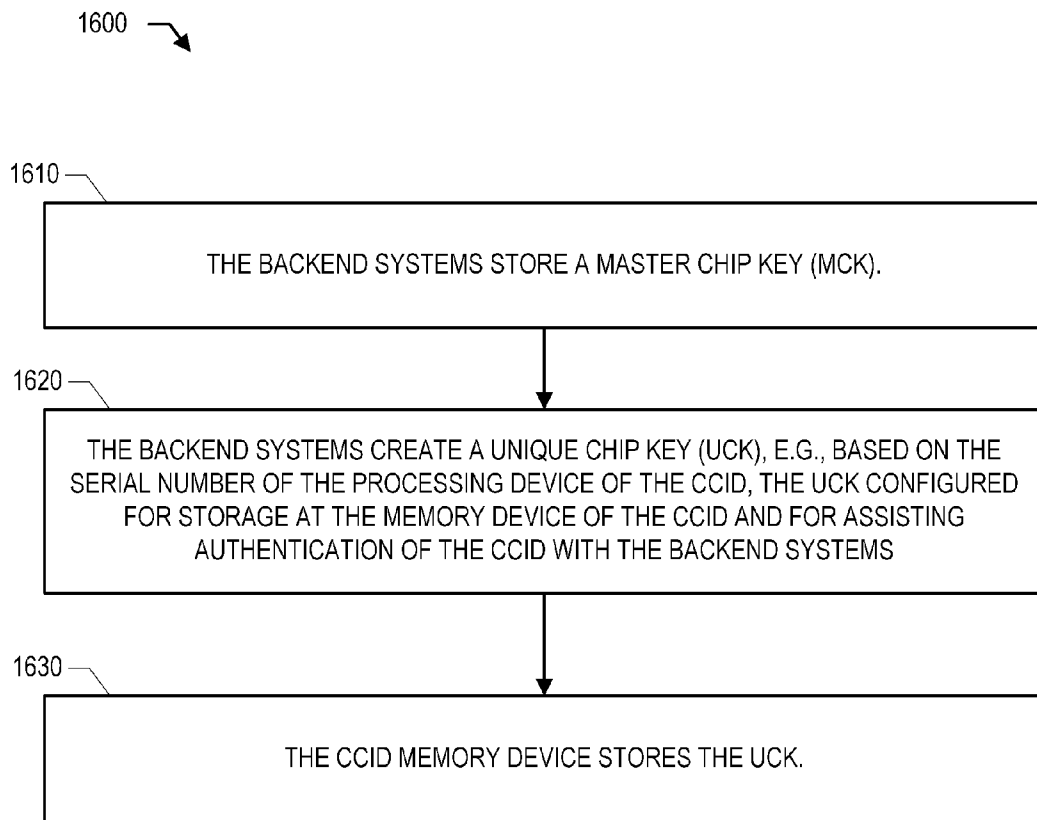 1600
1610
THE BACKEND SYSTEMS STORE A MASTER CHIP KEY (MCK).
1620
THE BACKEND SYSTEMS CREATE A UNIQUE CHIP KEY (UCK), E.G., BASED ON THE
SERIAL NUMBER OF THE PROCESSING DEVICE OF THE CCID, THE UCK CONFIGURED
FOR STORAGE AT THE MEMORY DEVICE OF THE CCID AND FOR ASSISTING
AUTHENTICATION OF THE CCID WITH THE BACKEND SYSTEMS
1630
THE CCID MEMORY DEVICE STORES THE UCK.